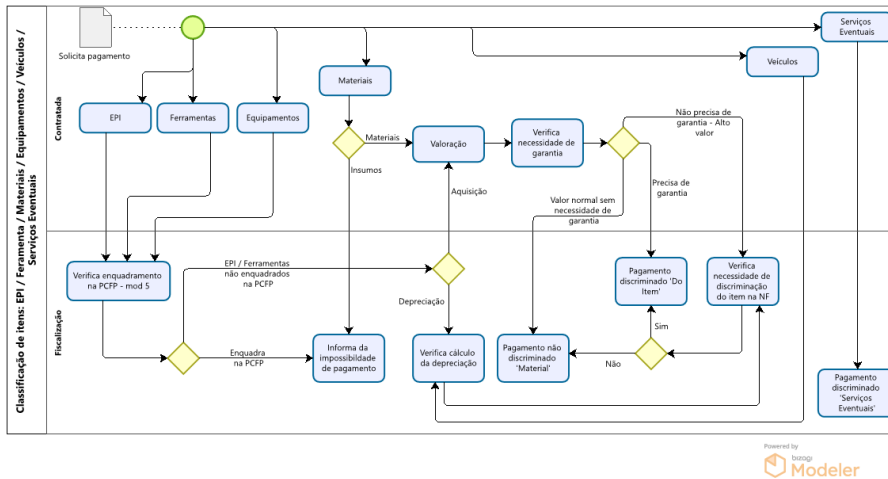 Classificação de itens: EPI / Ferramenta / Materiais / Equipamentos / Veículos /
Serviços Eventuais
Contratada
Fiscalização
Solicita pagamento
Serviços
Eventuais
Veículos
Materiais
EPI
Ferramentas
Equipamentos
Materiais
Insumos
Valoração
Verifica
necessidade de
garantia
Não precisa de
garantia - Alto
valor
Precisa de
garantia
Aquisição
Valor normal sem
necessidade de
garantia
Verifica enquadramento
na PCFP - mod 5
EPI / Ferramentas
não enquadrados
na PCFP
Depreciação
Pagamento
discriminado 'Do
Item'
Verifica
necessidade de
discriminação
do item na NF
Sim
Não
Enquadra
na PCFP
Informa da
impossibildade
de pagamento
Verifica cálculo
da depreciação
Pagamento não
discriminado
'Material'
Pagamento
discriminado
'Serviços
Eventuais'
Powered by
bizagi
Modeler